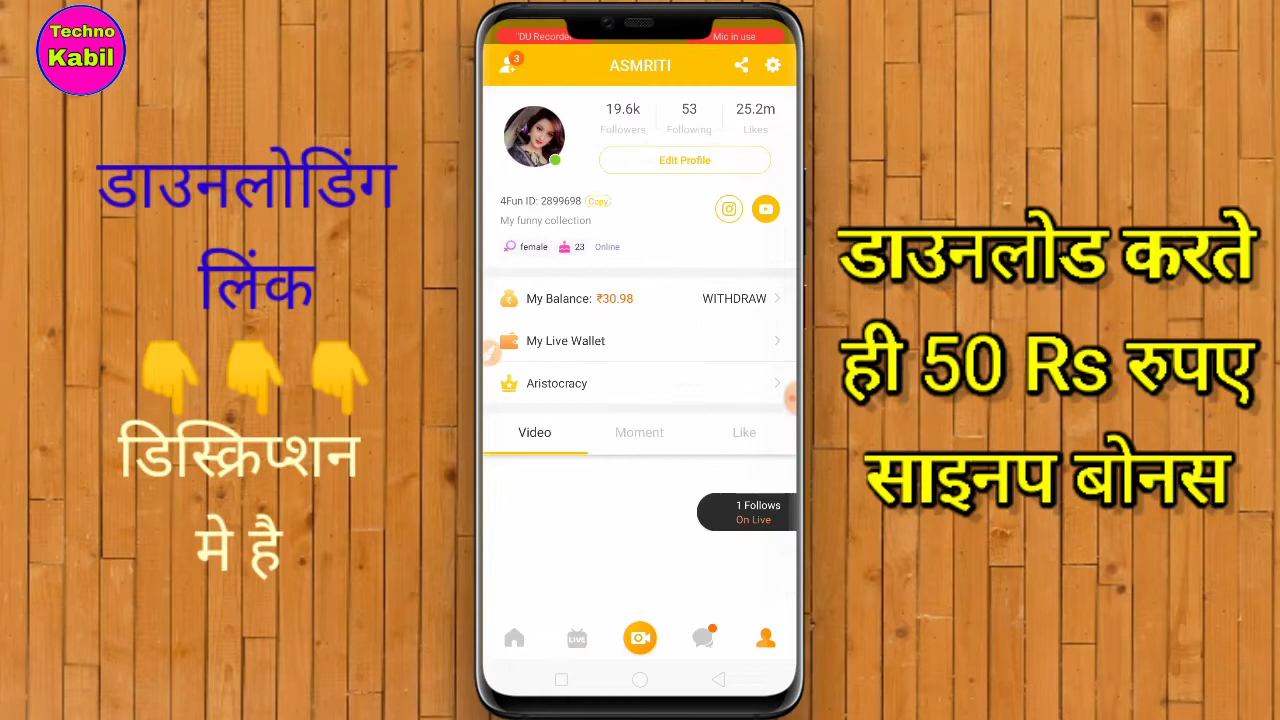 Techno
Kabil
डाउनलोडिंग
लिंक
👇👇👇
डिस्क्रिप्शन
मे है
DU Recorder
Mic in use
3
ASMRITI
19.6k 53 25.2m
Followers Following Likes
Edit Profile
4Fun ID: 2899698 Copy
My funny collection
female 23 Online
My Balance: ₹30.98 WITHDRAW
My Live Wallet
Aristocracy
Video Moment Like
1 Follows
On Live
LIVE
डाउनलोड करते
ही 50 Rs रुपए
साइनप बोनस